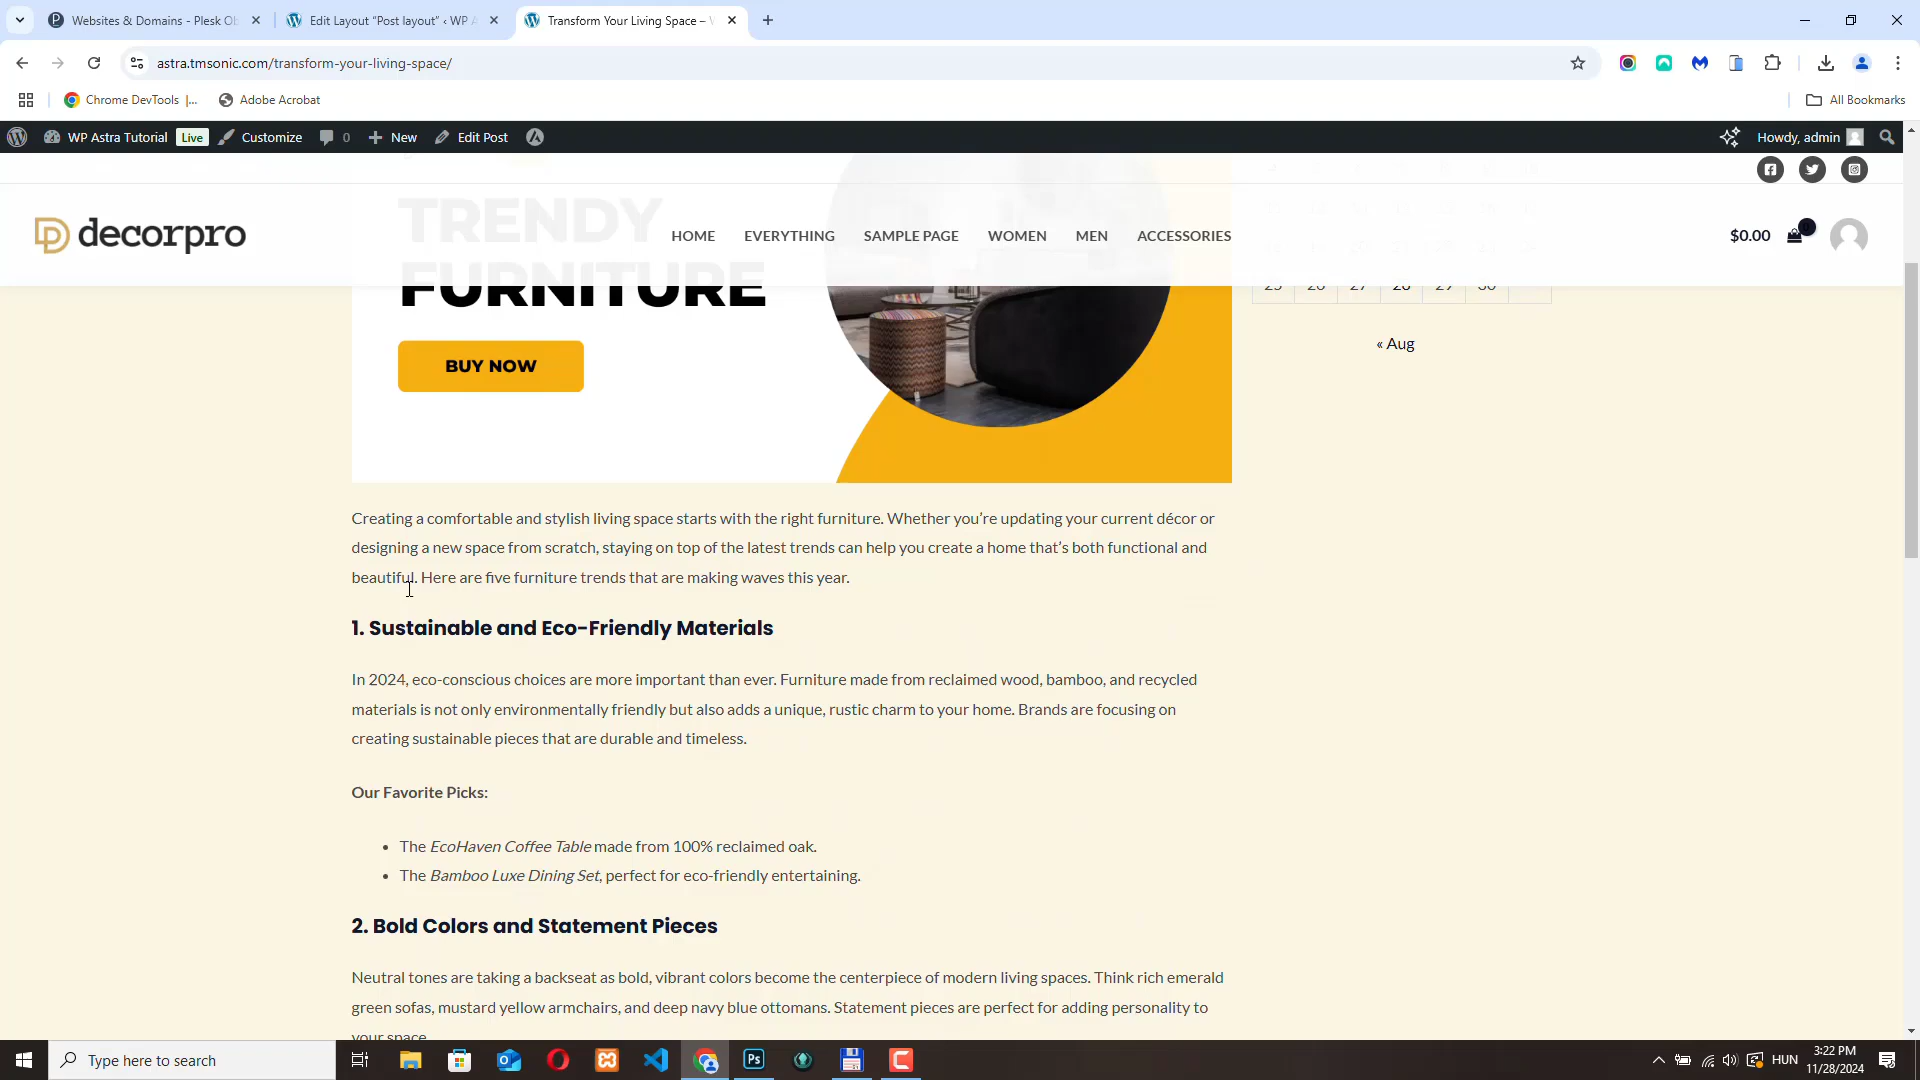 Websites & Domains - Plesk Ob
Edit Layout “Post layout” ‹ WP A
Transform Your Living Space –
astra.tmsonic.com/transform-your-living-space/
Chrome DevTools |...
Adobe Acrobat
All Bookmarks
WP Astra Tutorial
Live
Customize
0
New
Edit Post
Howdy, admin
decorpro
HOME
EVERYTHING
SAMPLE PAGE
WOMEN
MEN
ACCESSORIES
$0.00
TRENDY
FURNITURE
BUY NOW
25 26 27 28 29 30
« Aug
Creating a comfortable and stylish living space starts with the right furniture. Whether you’re updating your current décor or
designing a new space from scratch, staying on top of the latest trends can help you create a home that’s both functional and
beautiful. Here are five furniture trends that are making waves this year.
1. Sustainable and Eco-Friendly Materials
In 2024, eco-conscious choices are more important than ever. Furniture made from reclaimed wood, bamboo, and recycled
materials is not only environmentally friendly but also adds a unique, rustic charm to your home. Brands are focusing on
creating sustainable pieces that are durable and timeless.
Our Favorite Picks:
• The EcoHaven Coffee Table made from 100% reclaimed oak.
• The Bamboo Luxe Dining Set, perfect for eco-friendly entertaining.
2. Bold Colors and Statement Pieces
Neutral tones are taking a backseat as bold, vibrant colors become the centerpiece of modern living spaces. Think rich emerald
green sofas, mustard yellow armchairs, and deep navy blue ottomans. Statement pieces are perfect for adding personality to
your space.
Type here to search
Ps
HUN
3:22 PM
11/28/2024